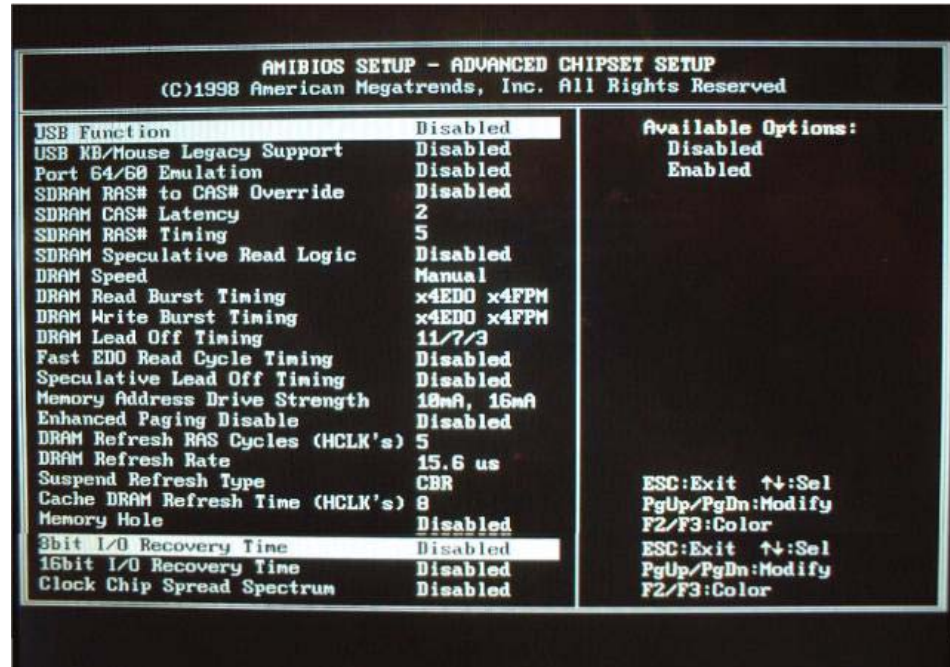 AMIBIOS SETUP - ADVANCED CHIPSET SETUP
(C)1998 American Megatrends, Inc. All Rights Reserved
USB Function Disabled
USB KB/Mouse Legacy Support Disabled
Port 64/60 Emulation Disabled
SDRAM RAS# to CAS# Override Disabled
SDRAM CAS# Latency 2
SDRAM RAS# Timing 5
SDRAM Speculative Read Logic Disabled
DRAM Speed Manual
DRAM Read Burst Timing x4EDO x4FPM
DRAM Write Burst Timing x4EDO x4FPM
DRAM Lead Off Timing 11/7/3
Fast EDO Read Cycle Timing Disabled
Speculative Lead Off Timing Disabled
Memory Address Drive Strength 10mA, 16mA
Enhanced Paging Disable Disabled
DRAM Refresh RAS Cycles (HCLK's) 5
DRAM Refresh Rate 15.6 us
Suspend Refresh Type CBR
Cache DRAM Refresh Time (HCLK's) 8
Memory Hole Disabled
8bit I/O Recovery Time Disabled
16bit I/O Recovery Time Disabled
Clock Chip Spread Spectrum Disabled
Available Options:
Disabled
Enabled
ESC:Exit ↑↓:Sel
PgUp/PgDn:Modify
F2/F3:Color
ESC:Exit ↑↓:Sel
PgUp/PgDn:Modify
F2/F3:Color